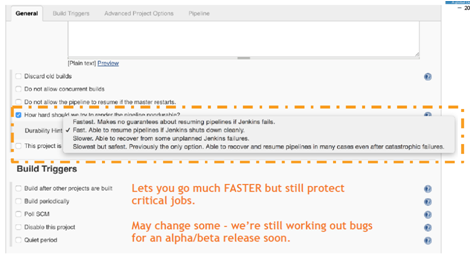 20
General Build Triggers Advanced Project Options Pipeline
[Plain text] Preview
Discard old builds
Do not allow concurrent builds
Do not allow the pipeline to resume if the master restarts.
How hard should we try to render the pipeline nondurable?
Fastest. Makes no guarantees about resuming pipelines if Jenkins fails.
Durability Hint ✓ Fast. Able to resume pipelines if Jenkins shuts down cleanly.
Slower. Able to recover from some unplanned Jenkins failures.
This project is
Slowest but safest. Previously the only option. Able to recover and resume pipelines in many cases even after catastrophic failures.
Build Triggers
Build after other projects are built
Build periodically
Poll SCM
Disable this project
Quiet period
Lets you go much FASTER but still protect
critical jobs.
May change some - we're still working out bugs
for an alpha/beta release soon.